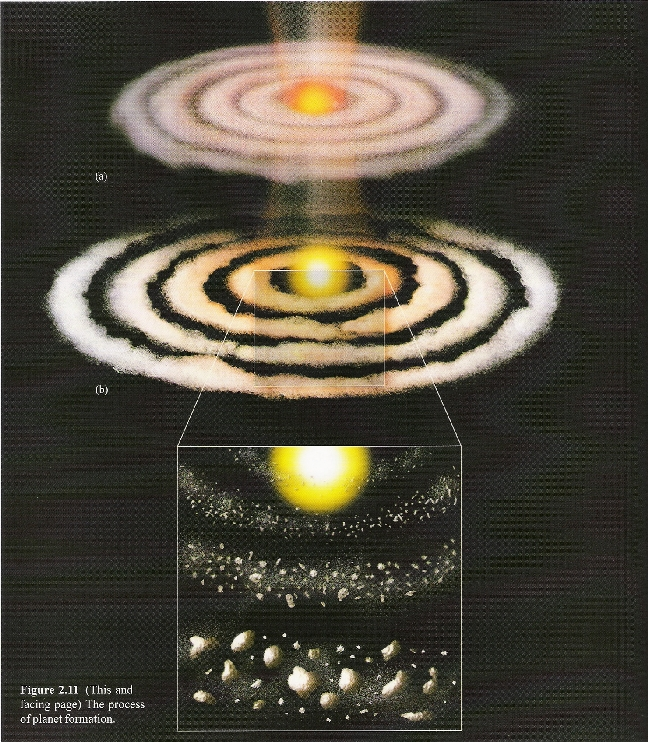 (a)
(b)
Figure 2.11 (This and
facing page) The process
of planet formation.